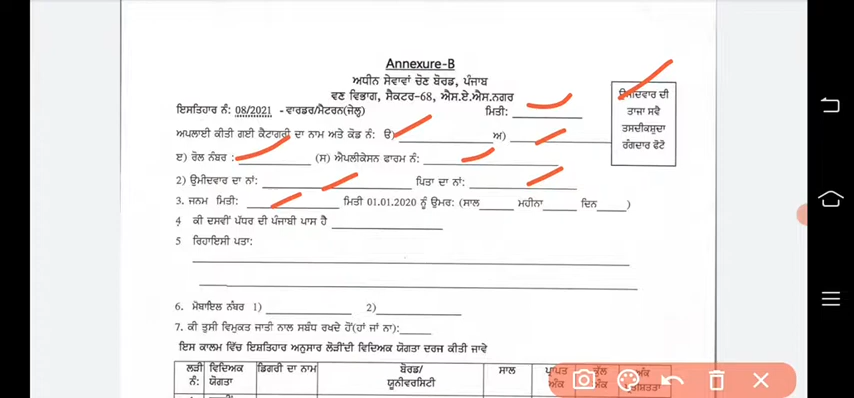 Annexure-B
ਅਧੀਨ ਸੇਵਾਵਾਂ ਚੋਣ ਬੋਰਡ, ਪੰਜਾਬ
ਵਣ ਵਿਭਾਗ, ਸੈਕਟਰ-68, ਐਸ.ਏ.ਐਸ.ਨਗਰ
ਇਸ਼ਤਿਹਾਰ ਨੰ: 08/2021 - ਵਾਰਡਰ/ਮੈਟਰਨ(ਜੇਲ੍ਹ) ਮਿਤੀ:
ਉਮੀਦਵਾਰ ਦੀ
ਤਾਜਾ ਸਵੈ
ਤਸਦੀਕਸ਼ੁਦਾ
ਰੰਗਦਾਰ ਫੋਟੋ
ਅਪਲਾਈ ਕੀਤੀ ਗਈ ਕੈਟਾਗਰੀ ਦਾ ਨਾਮ ਅਤੇ ਕੋਡ ਨੰ: ੳ) ਅ)
ੲ) ਰੋਲ ਨੰਬਰ : (ਸ) ਐਪਲੀਕੇਸਨ ਫਾਰਮ ਨੰ:
2) ਉਮੀਦਵਾਰ ਦਾ ਨਾਂ: ਪਿਤਾ ਦਾ ਨਾਂ:
3. ਜਨਮ ਮਿਤੀ: ਮਿਤੀ 01.01.2020 ਨੂੰ ਉਮਰ: (ਸਾਲ ਮਹੀਨਾ ਦਿਨ )
4 ਕੀ ਦਸਵੀਂ ਪੱਧਰ ਦੀ ਪੰਜਾਬੀ ਪਾਸ ਹੈ
5 ਰਿਹਾਇਸੀ ਪਤਾ:
6. ਮੋਬਾਇਲ ਨੰਬਰ 1) 2)
7. ਕੀ ਤੁਸੀ ਵਿਮੁਕਤ ਜਾਤੀ ਨਾਲ ਸਬੰਧ ਰਖਦੇ ਹੋਂ(ਹਾਂ ਜਾਂ ਨਾ):
ਇਸ ਕਾਲਮ ਵਿੱਚ ਇਸ਼ਤਿਹਾਰ ਅਨੁਸਾਰ ਲੋੜੀਂਦੀ ਵਿਦਿਅਕ ਯੋਗਤਾ ਦਰਜ ਕੀਤੀ ਜਾਵੇ
ਲੜੀ ਨੰ: ਵਿਦਿਅਕ ਯੋਗਤਾ ਡਿਗਰੀ ਦਾ ਨਾਮ ਬੋਰਡ/ ਯੂਨੀਵਰਸਿਟੀ ਸਾਲ ਪ੍ਰਾਪਤ ਅੰਕ ਕੁੱਲ ਅੰਕ ਅੰਕ